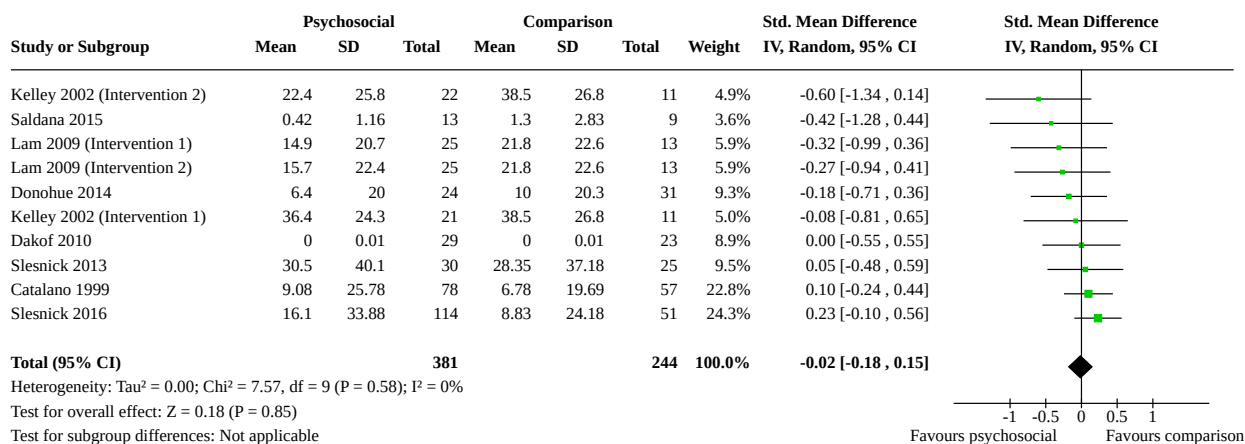 Psychosocial Comparison Std. Mean Difference Std. Mean Difference
Study or Subgroup Mean SD Total Mean SD Total Weight IV, Random, 95% CI IV, Random, 95% CI
Kelley 2002 (Intervention 2) 22.4 25.8 22 38.5 26.8 11 4.9% -0.60 [-1.34 , 0.14]
Saldana 2015 0.42 1.16 13 1.3 2.83 9 3.6% -0.42 [-1.28 , 0.44]
Lam 2009 (Intervention 1) 14.9 20.7 25 21.8 22.6 13 5.9% -0.32 [-0.99 , 0.36]
Lam 2009 (Intervention 2) 15.7 22.4 25 21.8 22.6 13 5.9% -0.27 [-0.94 , 0.41]
Donohue 2014 6.4 20 24 10 20.3 31 9.3% -0.18 [-0.71 , 0.36]
Kelley 2002 (Intervention 1) 36.4 24.3 21 38.5 26.8 11 5.0% -0.08 [-0.81 , 0.65]
Dakof 2010 0 0.01 29 0 0.01 23 8.9% 0.00 [-0.55 , 0.55]
Slesnick 2013 30.5 40.1 30 28.35 37.18 25 9.5% 0.05 [-0.48 , 0.59]
Catalano 1999 9.08 25.78 78 6.78 19.69 57 22.8% 0.10 [-0.24 , 0.44]
Slesnick 2016 16.1 33.88 114 8.83 24.18 51 24.3% 0.23 [-0.10 , 0.56]
Total (95% CI) 381 244 100.0% -0.02 [-0.18 , 0.15]
Heterogeneity: Tau² = 0.00; Chi² = 7.57, df = 9 (P = 0.58); I² = 0%
Test for overall effect: Z = 0.18 (P = 0.85)
-1 -0.5 0 0.5 1
Test for subgroup differences: Not applicable Favours psychosocial Favours comparison